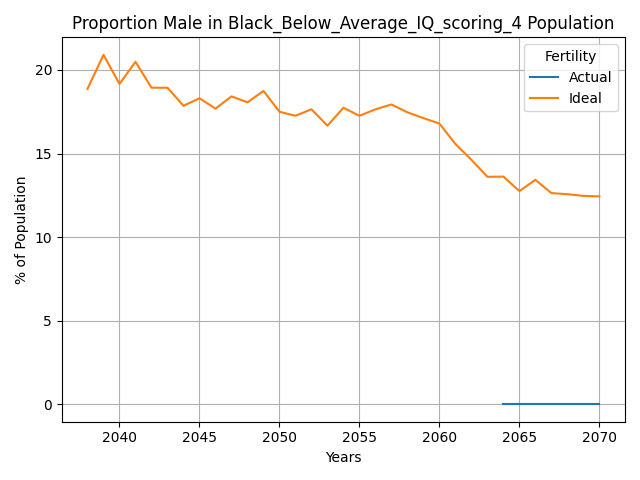 Proportion Male in Black_Below_Average_IQ_scoring_4 Population
Fertility
Actual
Ideal
% of Population
20
15
10
5
0
2040 2045 2050 2055 2060 2065 2070
Years